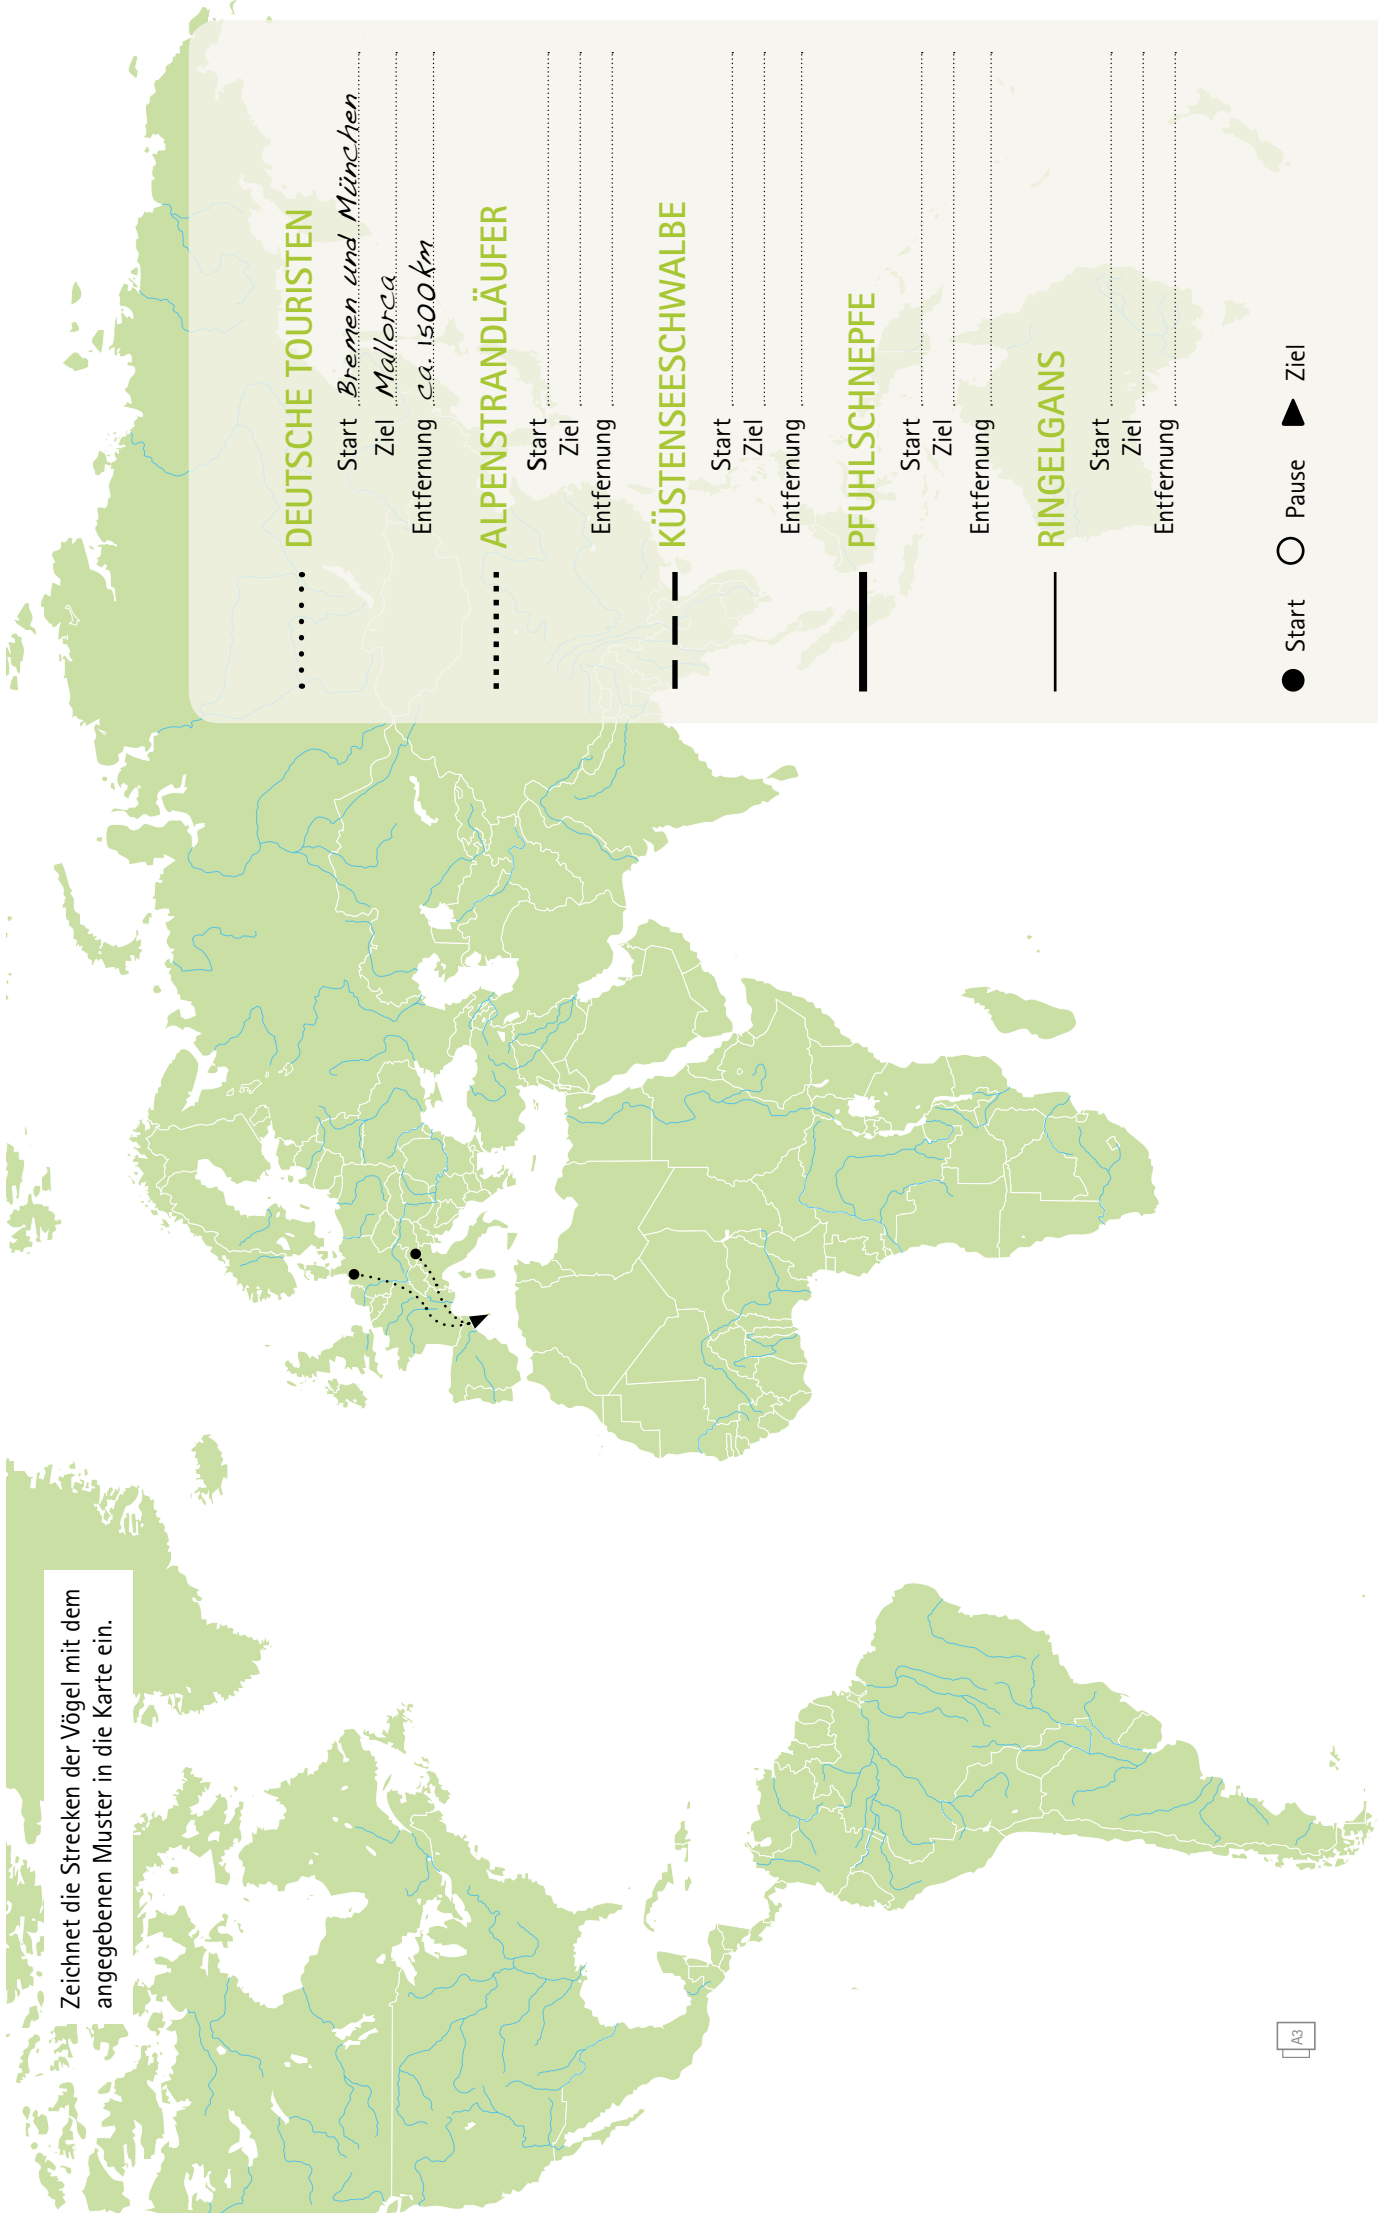 Zeichnet die Strecken der Vögel mit dem
angegebenen Muster in die Karte ein.
DEUTSCHE TOURISTEN
Start Bremen und München
Ziel Mallorca
Entfernung ca. 1500 km
ALPENSTRANDLÄUFER
Start
Ziel
Entfernung
KÜSTENSEESCHWALBE
Start
Ziel
Entfernung
PFUHLSCHNEPFE
Start
Ziel
Entfernung
RINGELGANS
Start
Ziel
Entfernung
Start Pause Ziel
A3